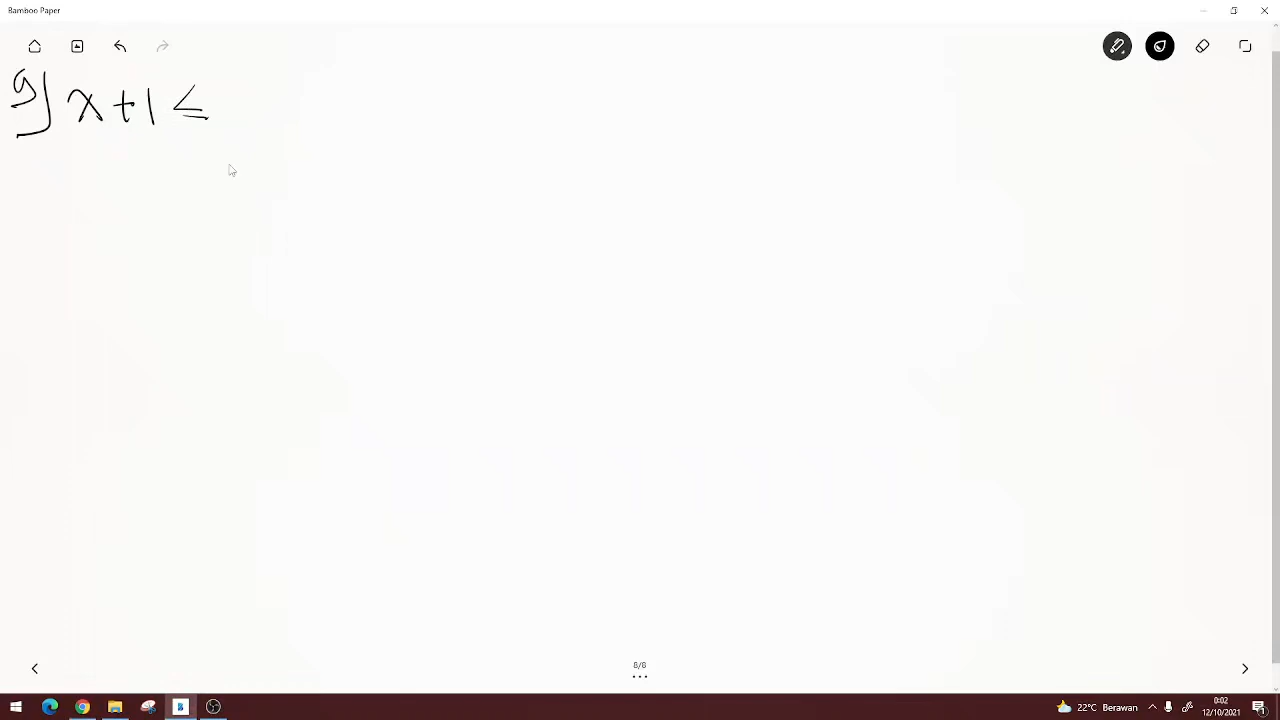 Bamboo Paper
9] x+1 ≤
8/8
22°C Berawan
0:02
12/10/2021